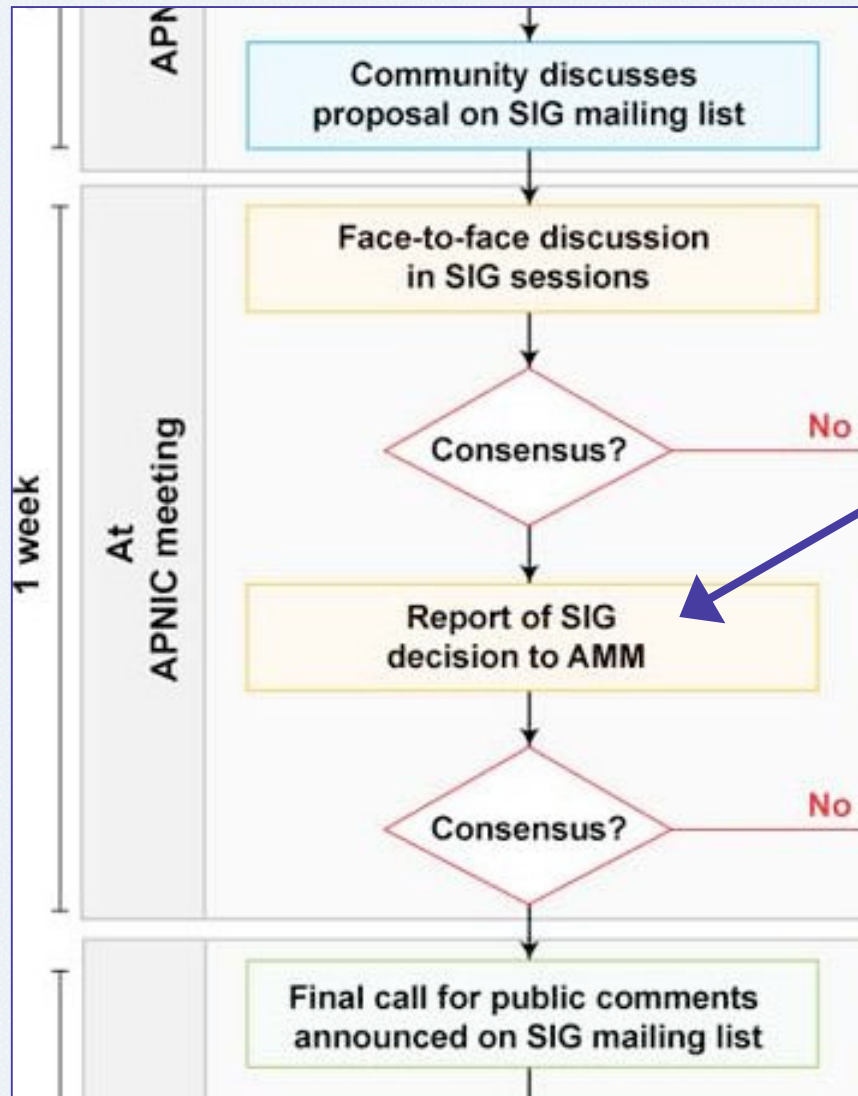 APN
Community discusses
proposal on SIG mailing list
1 week
At
APNIC meeting
Face-to-face discussion
in SIG sessions
Consensus?
No
Report of SIG
decision to AMM
Consensus?
No
Final call for public comments
announced on SIG mailing list